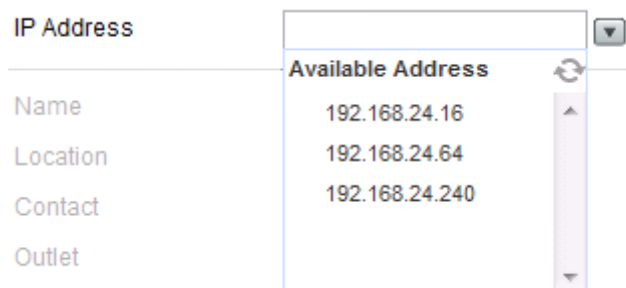 IP Address
Available Address
192.168.24.16
192.168.24.64
192.168.24.240
Name
Location
Contact
Outlet